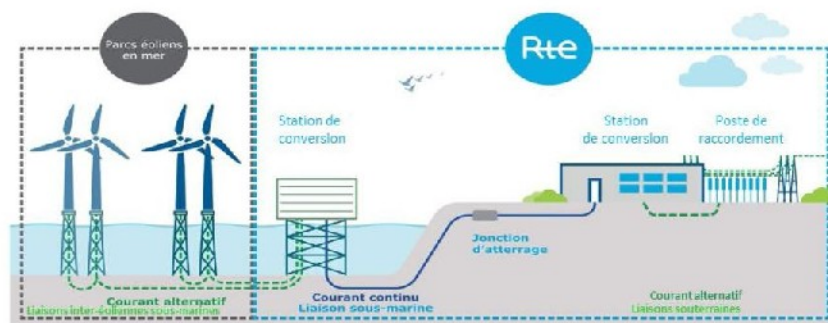 Parcs éoliens
en mer
Rte
Station de
conversion
Station
de conversion
Poste de
raccordement
Jonction
d'atterrage
Courant alternatif
Liaisons inter-éoliennes sous-marines
Courant continu
Liaison sous-marine
Courant alternatif
Liaisons souterraines